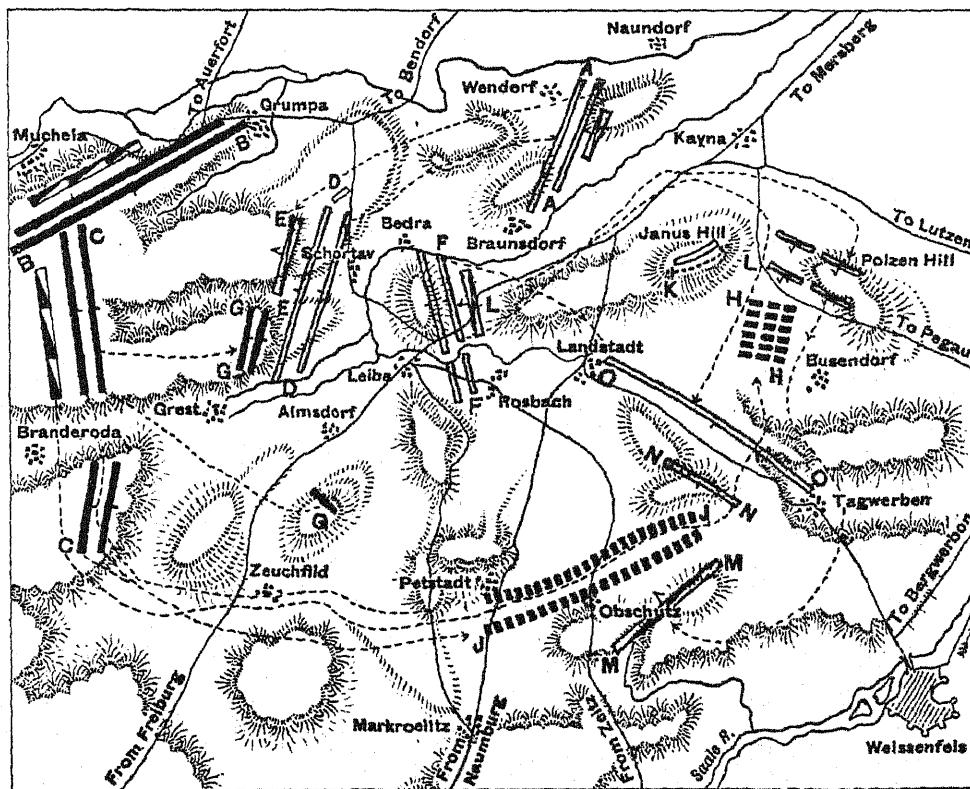 Naundorf
To Auerfort
To Bendorf
To Mersberg
Wendorf
A
Grumpa
Muchela
B
Kayna
A
D
E
C
Bedra
F
Braunsdorf
To Lutzen
Janus Hill
Polzen Hill
Schortav
A
B
L
L
K
H
G
E
To Pegau
Landstadt
H
Busendorf
G
D
Leiba
O
Grest
Almsdorf
F
Rosbach
Branderoda
N
O
Tagwerben
G
N
J
C
Zeuchfild
Petstadt
M
Obschutz
J
M
To Bergwerben
Markroelitz
From Freiburg
From
Naumburg
From Zeitz
Saale R.
Weissenfels